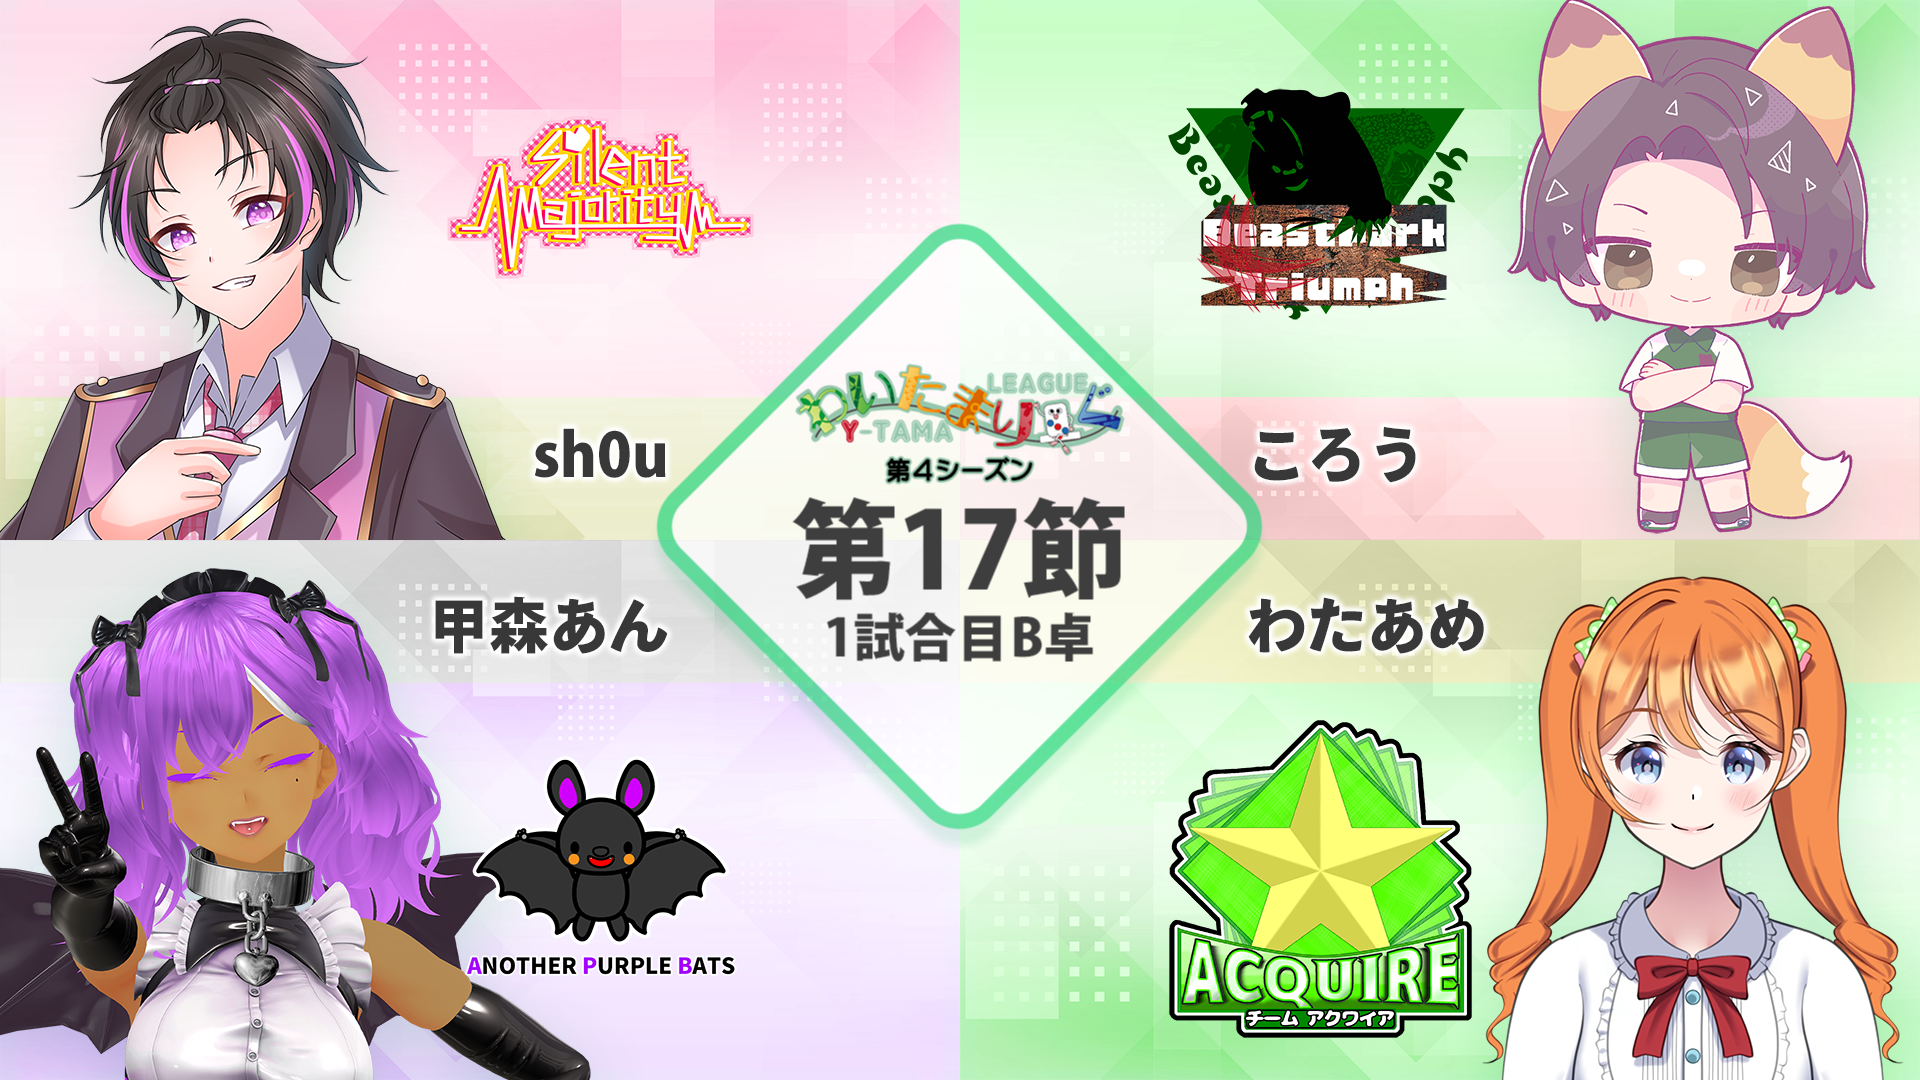 Silent
Majority
Beastmark
Triumph
わいたまりーぐ
LEAGUE
Y-TAMA
第4シーズン
第17節
1試合目B卓
sh0u
ころう
甲森あん
わたあめ
ANOTHER PURPLE BATS
ACQUIRE
チーム アクワイア